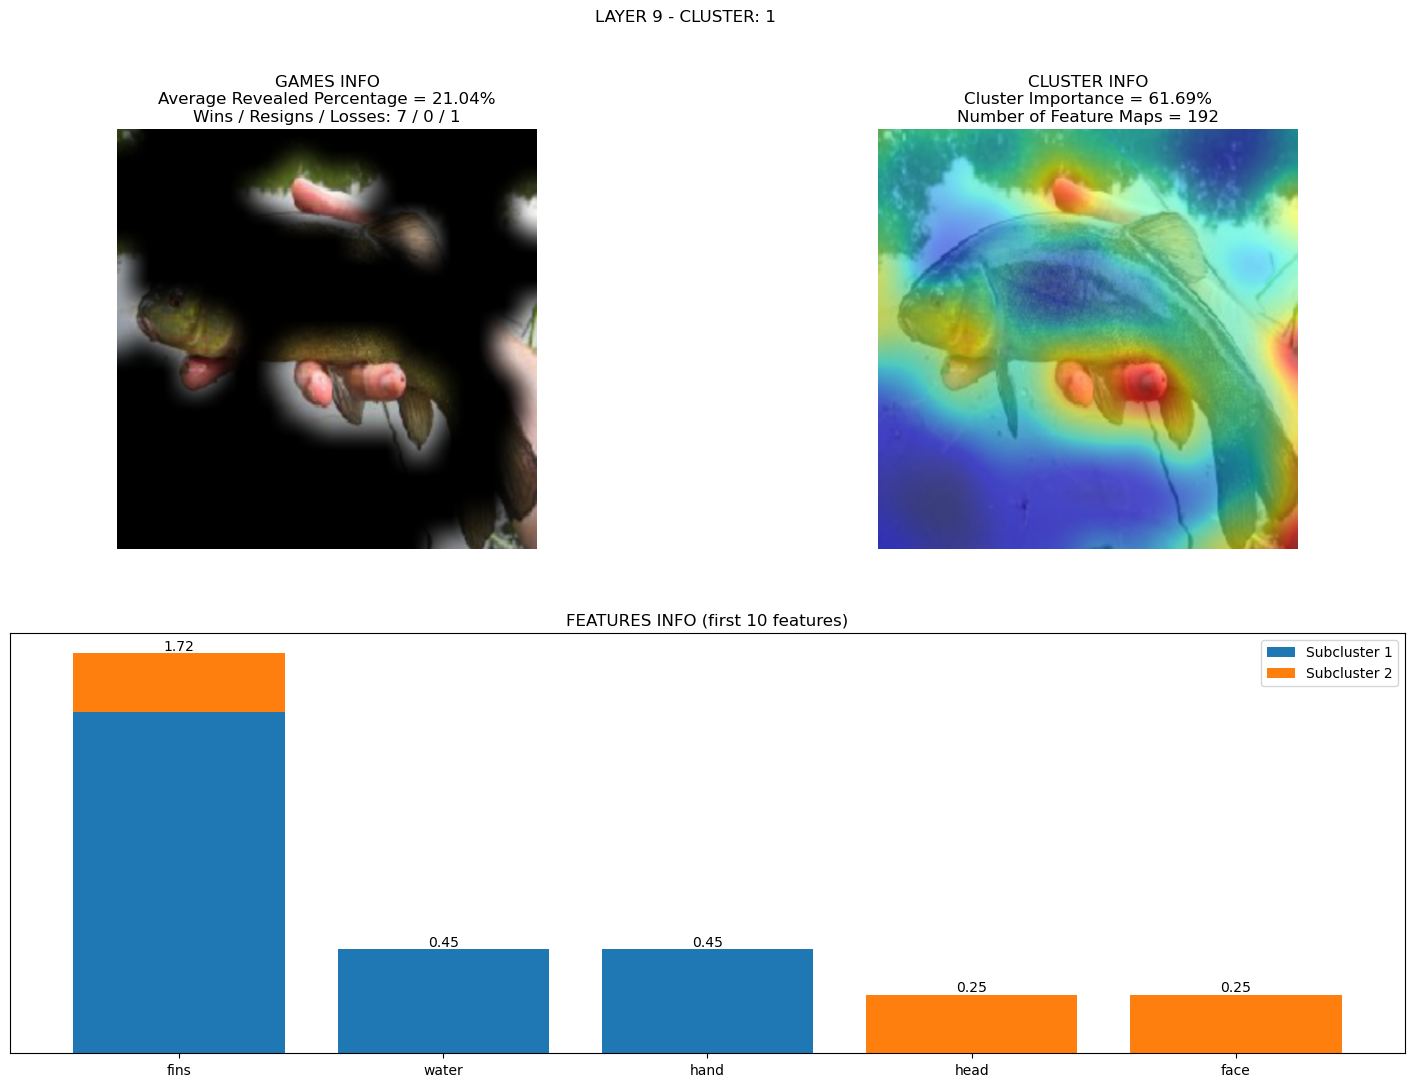 LAYER 9 - CLUSTER: 1
GAMES INFO
Average Revealed Percentage = 21.04%
Wins / Resigns / Losses: 7 / 0 / 1
CLUSTER INFO
Cluster Importance = 61.69%
Number of Feature Maps = 192
FEATURES INFO (first 10 features)
1.72
Subcluster 1
Subcluster 2
0.45
0.45
0.25
0.25
fins
water
hand
head
face